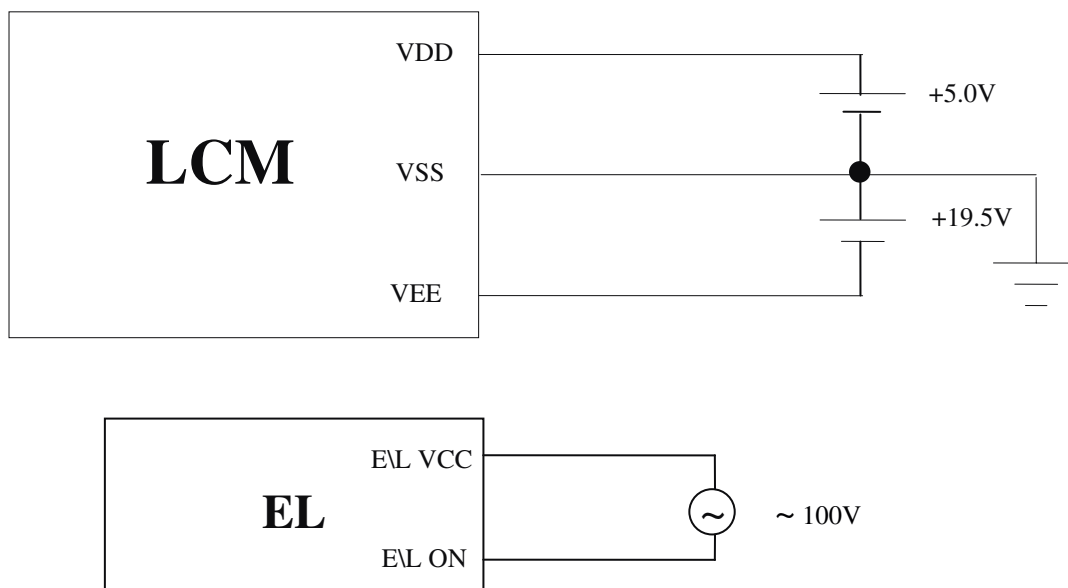 VDD
+5.0V
LCM
VSS
+19.5V
VEE
E\L VCC
EL
~
~ 100V
E\L ON